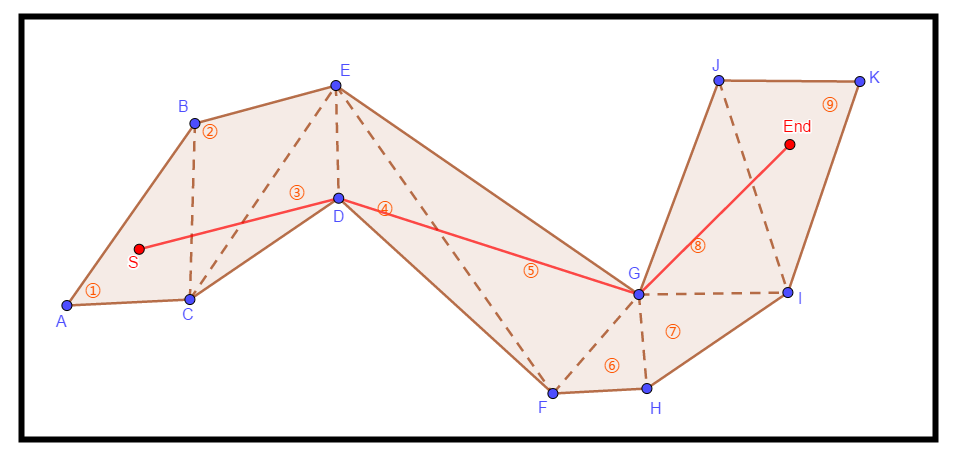 J
K
E
⑨
B
②
End
③
④
D
⑧
S
⑤
G
①
I
A
C
⑦
⑥
F
H